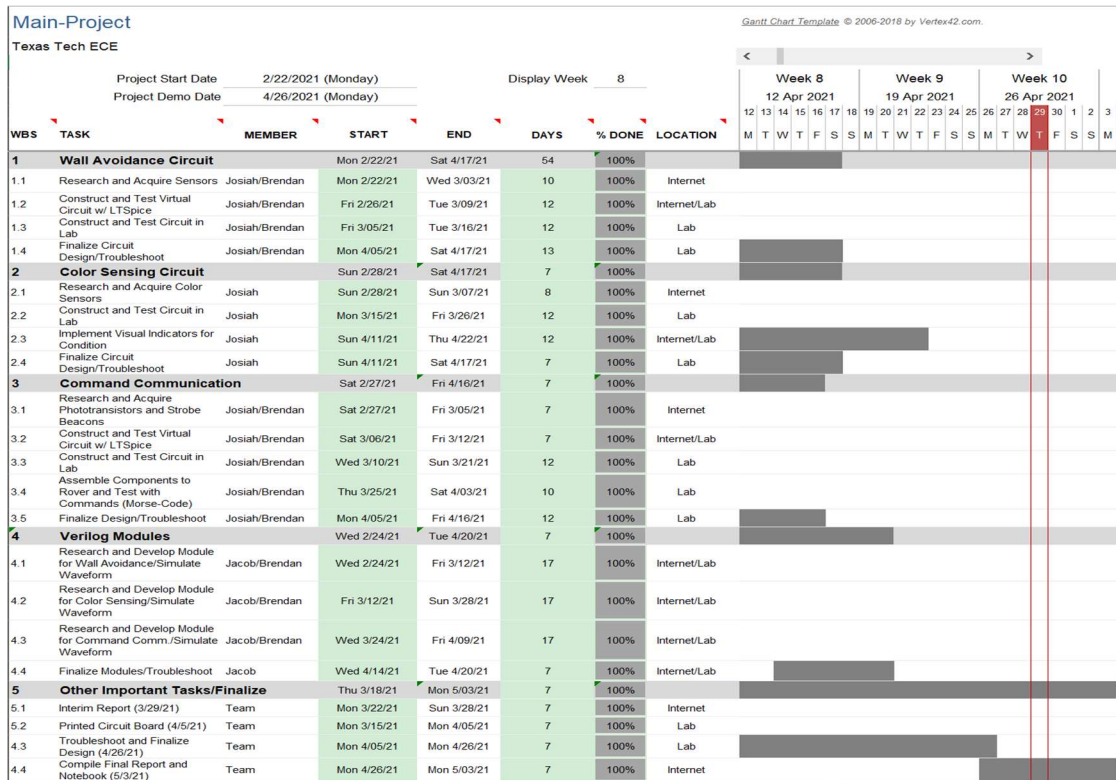 Main-Project
Gantt Chart Template © 2006-2018 by Vertex42.com.
Texas Tech ECE
< >
Project Start Date 2/22/2021 (Monday) Display Week 8 Week 8 Week 9 Week 10
Project Demo Date 4/26/2021 (Monday) 12 Apr 2021 19 Apr 2021 26 Apr 2021
12 13 14 15 16 17 18 19 20 21 22 23 24 25 26 27 28 29 30 1 2 3
WBS TASK MEMBER START END DAYS % DONE LOCATION M T W T F S S M T W T F S S M T W T F S S M
1 Wall Avoidance Circuit Mon 2/22/21 Sat 4/17/21 54 100%
1.1 Research and Acquire Sensors Josiah/Brendan Mon 2/22/21 Wed 3/03/21 10 100% Internet
1.2 Construct and Test Virtual
Circuit w/ LTSpice Josiah/Brendan Fri 2/26/21 Tue 3/09/21 12 100% Internet/Lab
1.3 Construct and Test Circuit in
Lab Josiah/Brendan Fri 3/05/21 Tue 3/16/21 12 100% Lab
1.4 Finalize Circuit
Design/Troubleshoot Josiah/Brendan Mon 4/05/21 Sat 4/17/21 13 100% Lab
2 Color Sensing Circuit Sun 2/28/21 Sat 4/17/21 7 100%
2.1 Research and Acquire Color
Sensors Josiah Sun 2/28/21 Sun 3/07/21 8 100% Internet
2.2 Construct and Test Circuit in
Lab Josiah Mon 3/15/21 Fri 3/26/21 12 100% Lab
2.3 Implement Visual Indicators for
Condition Josiah Sun 4/11/21 Thu 4/22/21 12 100% Internet/Lab
2.4 Finalize Circuit
Design/Troubleshoot Josiah Sun 4/11/21 Sat 4/17/21 7 100% Lab
3 Command Communication Sat 2/27/21 Fri 4/16/21 7 100%
3.1 Research and Acquire
Phototransistors and Strobe
Beacons Josiah/Brendan Sat 2/27/21 Fri 3/05/21 7 100% Internet
3.2 Construct and Test Virtual
Circuit w/ LTSpice Josiah/Brendan Sat 3/06/21 Fri 3/12/21 7 100% Internet/Lab
3.3 Construct and Test Circuit in
Lab Josiah/Brendan Wed 3/10/21 Sun 3/21/21 12 100% Lab
3.4 Assemble Components to
Rover and Test with
Commands (Morse-Code) Josiah/Brendan Thu 3/25/21 Sat 4/03/21 10 100% Lab
3.5 Finalize Design/Troubleshoot Josiah/Brendan Mon 4/05/21 Fri 4/16/21 12 100% Lab
4 Verilog Modules Wed 2/24/21 Tue 4/20/21 7 100%
4.1 Research and Develop Module
for Wall Avoidance/Simulate
Waveform Jacob/Brendan Wed 2/24/21 Fri 3/12/21 17 100% Internet/Lab
4.2 Research and Develop Module
for Color Sensing/Simulate
Waveform Jacob/Brendan Fri 3/12/21 Sun 3/28/21 17 100% Internet/Lab
4.3 Research and Develop Module
for Command Comm./Simulate
Waveform Jacob/Brendan Wed 3/24/21 Fri 4/09/21 17 100% Internet/Lab
4.4 Finalize Modules/Troubleshoot Jacob Wed 4/14/21 Tue 4/20/21 7 100% Internet/Lab
5 Other Important Tasks/Finalize Thu 3/18/21 Mon 5/03/21 7 100%
5.1 Interim Report (3/29/21) Team Mon 3/22/21 Sun 3/28/21 7 100% Internet
5.2 Printed Circuit Board (4/5/21) Team Mon 3/15/21 Mon 4/05/21 7 100% Lab
4.3 Troubleshoot and Finalize
Design (4/26/21) Team Mon 4/05/21 Mon 4/26/21 7 100% Lab
4.4 Compile Final Report and
Notebook (5/3/21) Team Mon 4/26/21 Mon 5/03/21 7 100% Internet